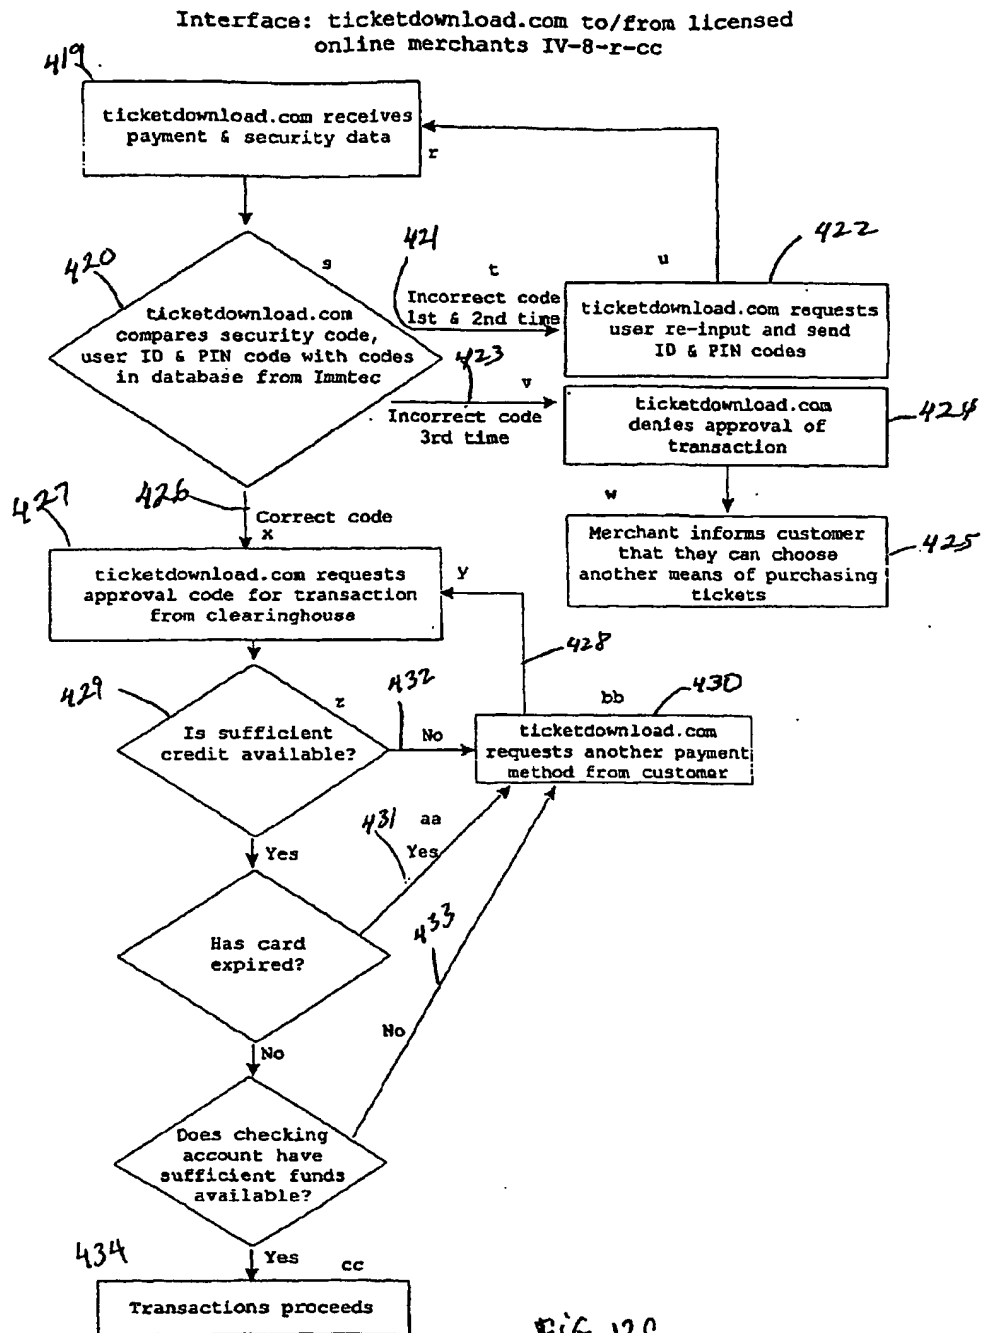 Interface: ticketdownload.com to/from licensed
online merchants IV-8-r-cc
419
ticketdownload.com receives
payment & security data
r
420
s
ticketdownload.com
compares security code,
user ID & PIN code with codes
in database from Immtec
421
t
Incorrect code
1st & 2nd time
u
422
ticketdownload.com requests
user re-input and send
ID & PIN codes
423
v
Incorrect code
3rd time
ticketdownload.com
denies approval of
transaction
424
w
Merchant informs customer
that they can choose
another means of purchasing
tickets
425
426
Correct code
x
427
ticketdownload.com requests
approval code for transaction
from clearinghouse
y
428
429
z
Is sufficient
credit available?
432
No
bb
430
ticketdownload.com
requests another payment
method from customer
Yes
431
aa
Yes
Has card
expired?
433
No
No
Does checking
account have
sufficient funds
available?
Yes
434
cc
Transactions proceeds